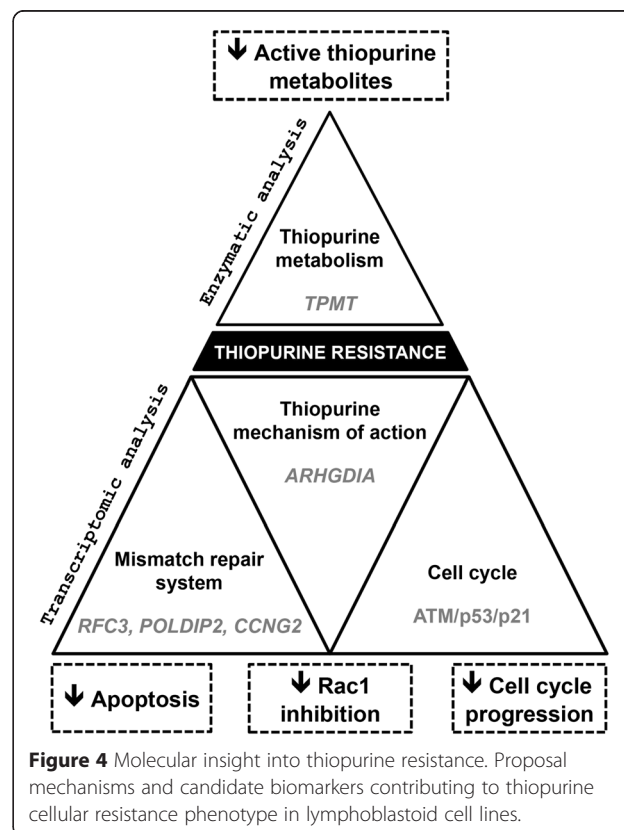 ↓ Active thiopurine
metabolites
Enzymatic analysis
Thiopurine
metabolism
TPMT
THIOPURINE RESISTANCE
Transcriptomic analysis
Thiopurine
mechanism of action
ARHGDIA
Mismatch repair
system
RFC3, POLDIP2, CCNG2
Cell cycle
ATM/p53/p21
↓ Apoptosis
↓ Rac1
inhibition
↓ Cell cycle
progression
Figure 4 Molecular insight into thiopurine resistance. Proposal
mechanisms and candidate biomarkers contributing to thiopurine
cellular resistance phenotype in lymphoblastoid cell lines.